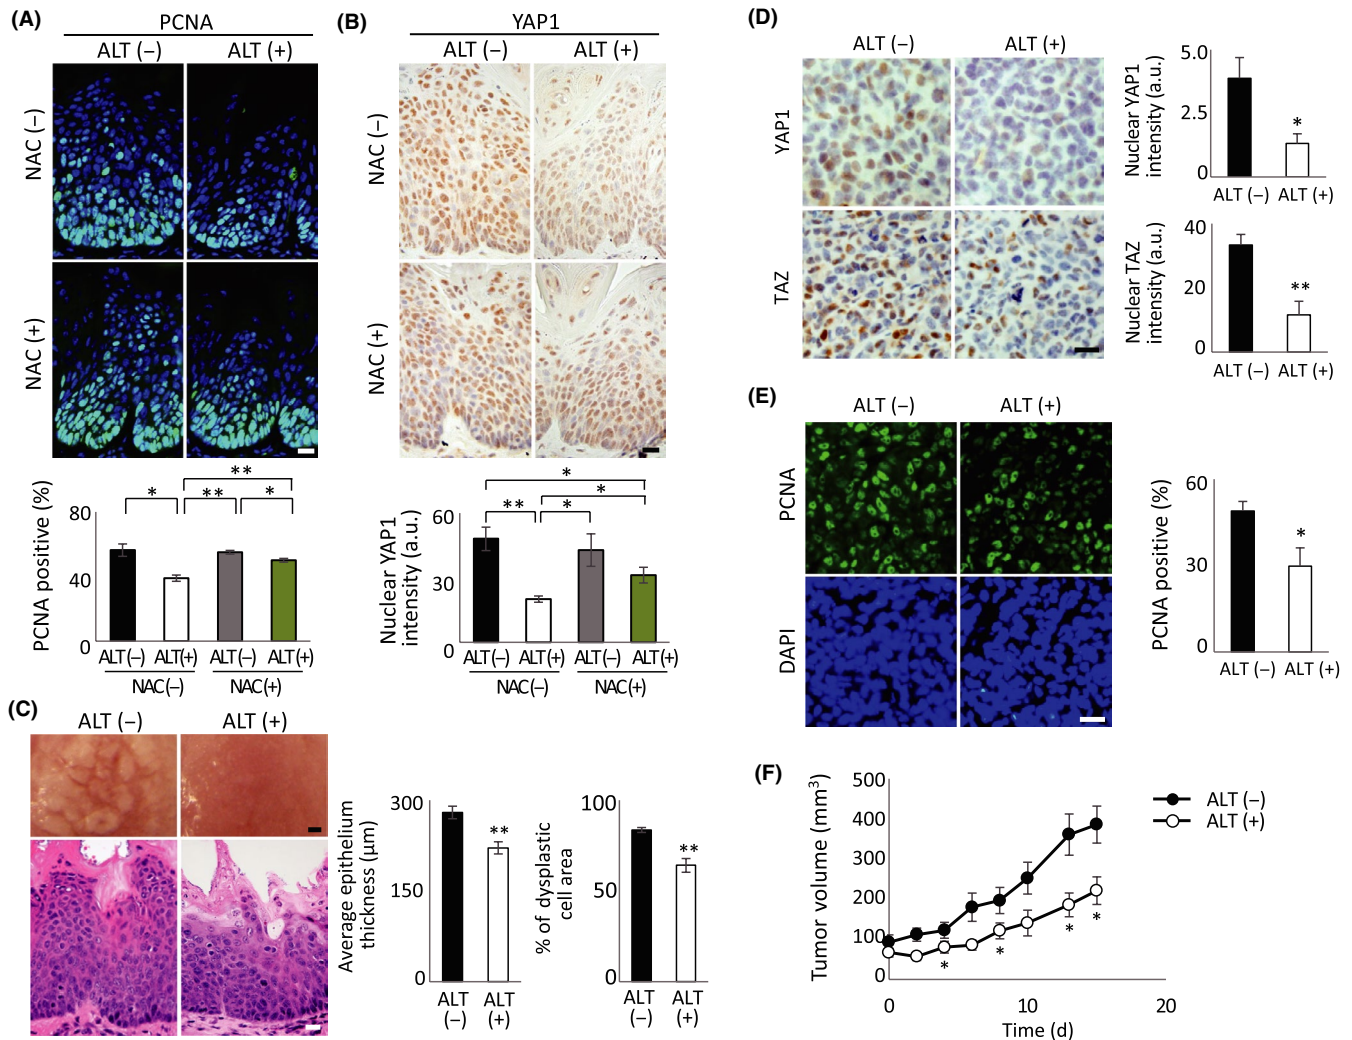 (A)
PCNA
ALT (−) ALT (+)
NAC (−)
NAC (+)
PCNA positive (%)
80
40
0
* ** * **
ALT (−) ALT(+) ALT(−) ALT(+)
NAC(−) NAC(+)
(B)
YAP1
ALT (−) ALT (+)
NAC (−)
NAC (+)
Nuclear YAP1
intensity (a.u.)
60
30
0
** * * *
ALT(−) ALT(+) ALT(−) ALT(+)
NAC(−) NAC(+)
(C)
ALT (−) ALT (+)
Average epithelium
thickness (μm)
300
150
0
**
ALT ALT
(−) (+)
% of dysplastic
cell area
100
50
0
**
ALT ALT
(−) (+)
(D)
ALT (−) ALT (+)
YAP1
TAZ
Nuclear YAP1
intensity (a.u.)
5.0
2.5
0
*
ALT (−) ALT (+)
Nuclear TAZ
intensity (a.u.)
40
20
0
**
ALT (−) ALT (+)
(E)
ALT (−) ALT (+)
PCNA
DAPI
PCNA positive (%)
60
30
0
*
ALT (−) ALT (+)
(F)
Tumor volume (mm³)
500
400
300
200
100
0
* * * *
0 10 20
Time (d)
ALT (−)
ALT (+)